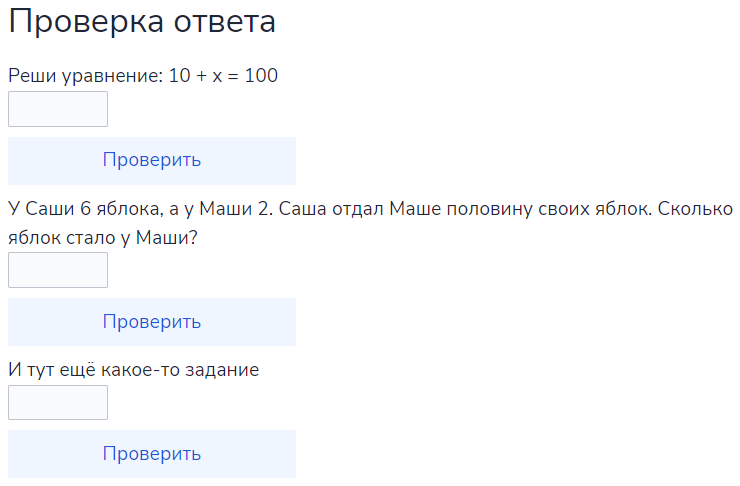 Проверка ответа
Реши уравнение: 10 + x = 100
Проверить
У Саши 6 яблока, а у Маши 2. Саша отдал Маше половину своих яблок. Сколько
яблок стало у Маши?
Проверить
И тут ещё какое-то задание
Проверить